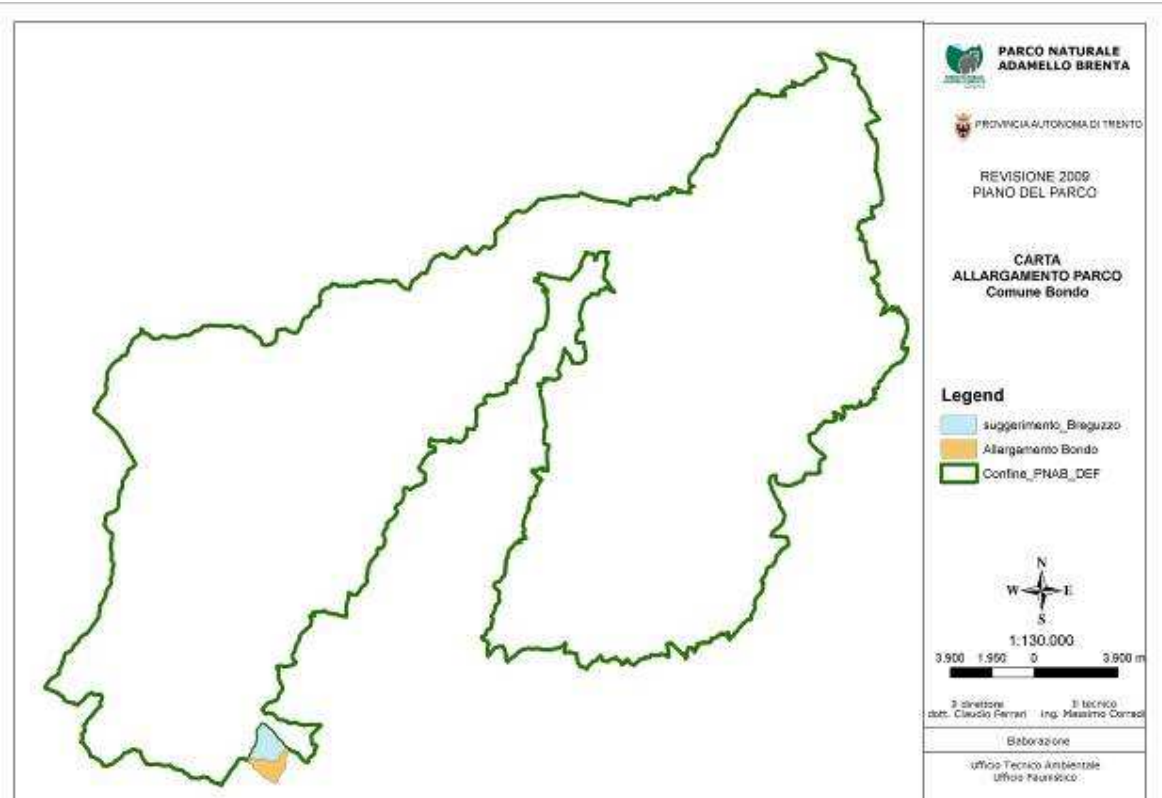 PARCO NATURALE
ADAMELLO BRENTA
PROVINCIA AUTONOMA DI TRENTO
REVISIONE 2009
PIANO DEL PARCO
CARTA
ALLARGAMENTO PARCO
Comune Bondo
Legend
suggerimento_Breguzzo
Allargamento Bondo
Confine_PNAB_DEF
N
W E
S
1:130.000
3.900 1.950 0 3.900 m
Il direttore Il tecnico
dott. Claudio Ferrari ing. Massimo Corradi
Elaborazione
Ufficio Tecnico Ambientale
Ufficio Faunistico